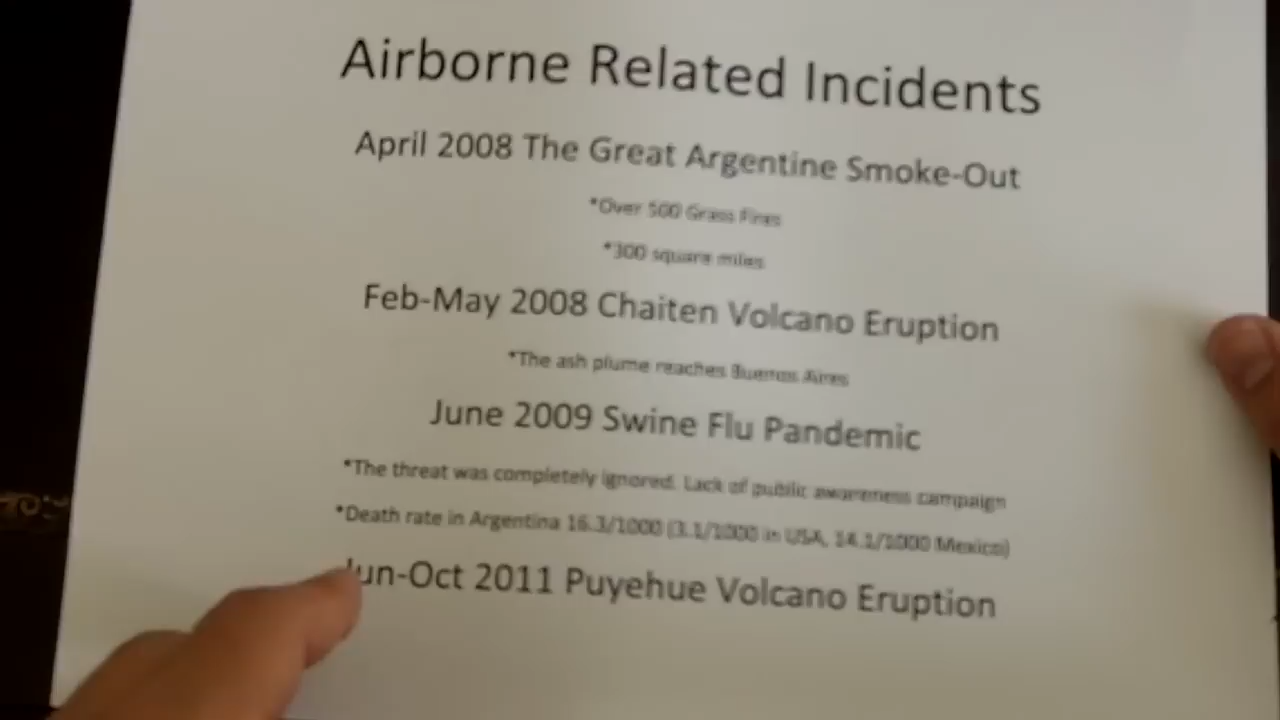 Airborne Related Incidents
April 2008 The Great Argentine Smoke-Out
*Over 500 Grass Fires
*300 square miles
Feb-May 2008 Chaiten Volcano Eruption
*The ash plume reaches Buenos Aires
June 2009 Swine Flu Pandemic
*The threat was completely ignored. Lack of public awareness campaign
*Death rate in Argentina 16.3/1000 (3.1/1000 in USA, 14.1/1000 Mexico)
Jun-Oct 2011 Puyehue Volcano Eruption